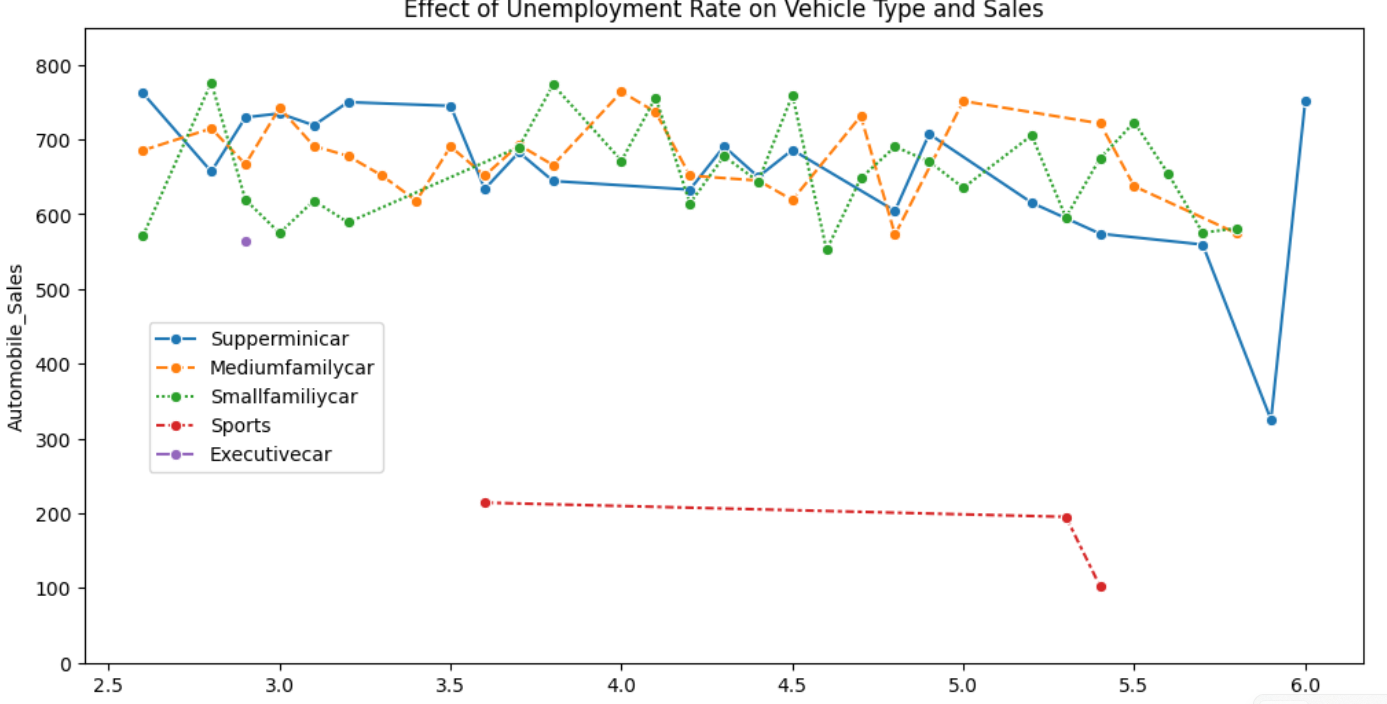 Effect of Unemployment Rate on Vehicle Type and Sales
Automobile_Sales
800
700
600
500
400
300
200
100
0
Supperminicar
Mediumfamilycar
Smallfamiliycar
Sports
Executivecar
2.5 3.0 3.5 4.0 4.5 5.0 5.5 6.0